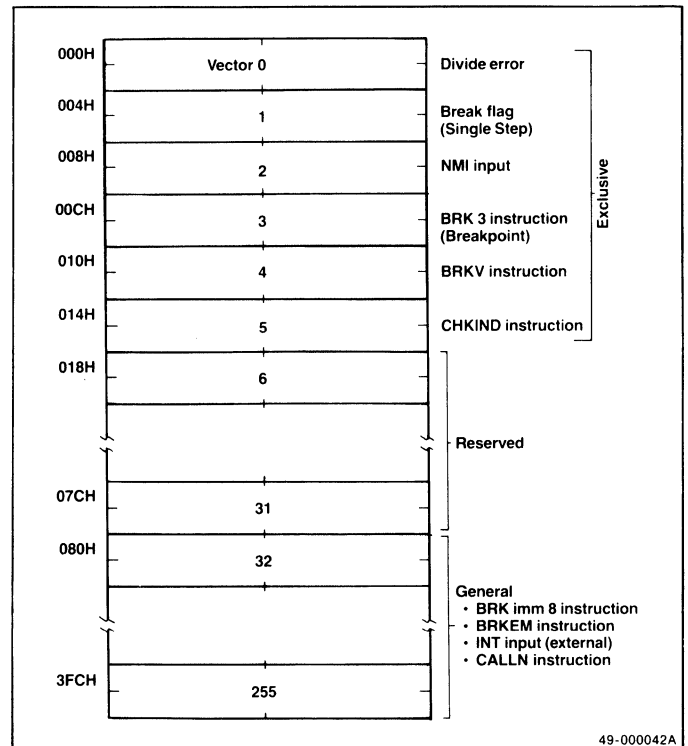 000H
Vector 0
Divide error
004H
1
Break flag
(Single Step)
008H
2
NMI input
00CH
3
BRK 3 instruction
(Breakpoint)
010H
4
BRKV instruction
014H
5
CHKIND instruction
Exclusive
018H
6
Reserved
07CH
31
080H
32
General
• BRK imm 8 instruction
• BRKEM instruction
• INT input (external)
• CALLN instruction
3FCH
255
49-000042A